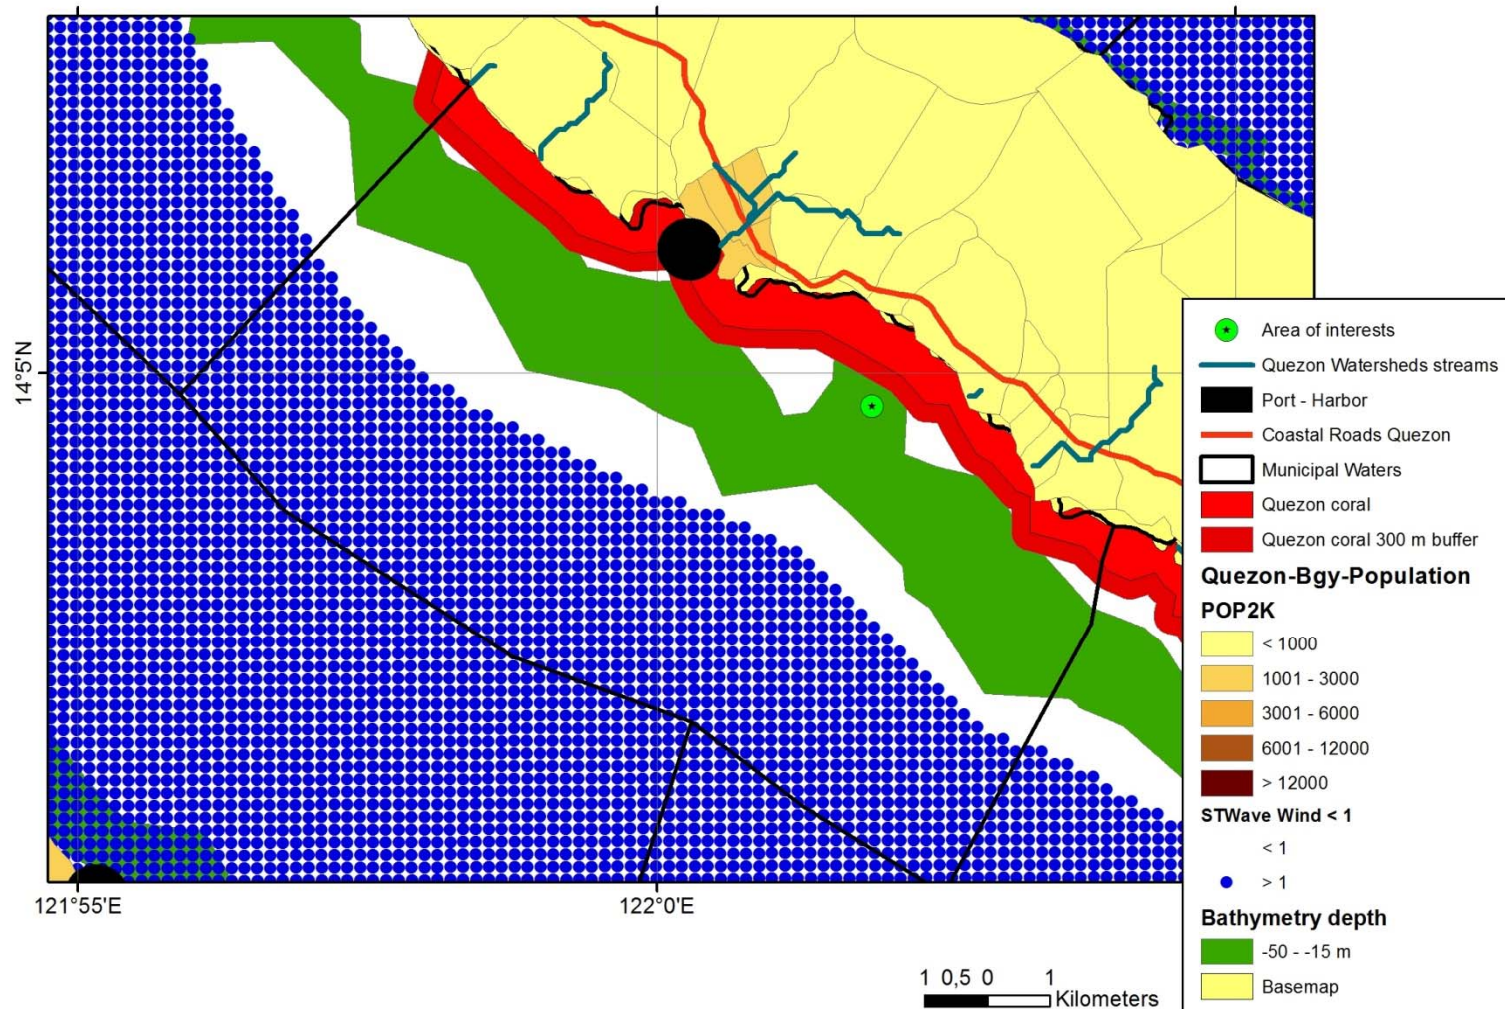 14°5'N
121°55'E
122°0'E
Area of interests
Quezon Watersheds streams
Port - Harbor
Coastal Roads Quezon
Municipal Waters
Quezon coral
Quezon coral 300 m buffer
Quezon-Bgy-Population
POP2K
< 1000
1001 - 3000
3001 - 6000
6001 - 12000
> 12000
STWave Wind < 1
< 1
> 1
Bathymetry depth
-50 - -15 m
Basemap
1 0,5 0 1
Kilometers